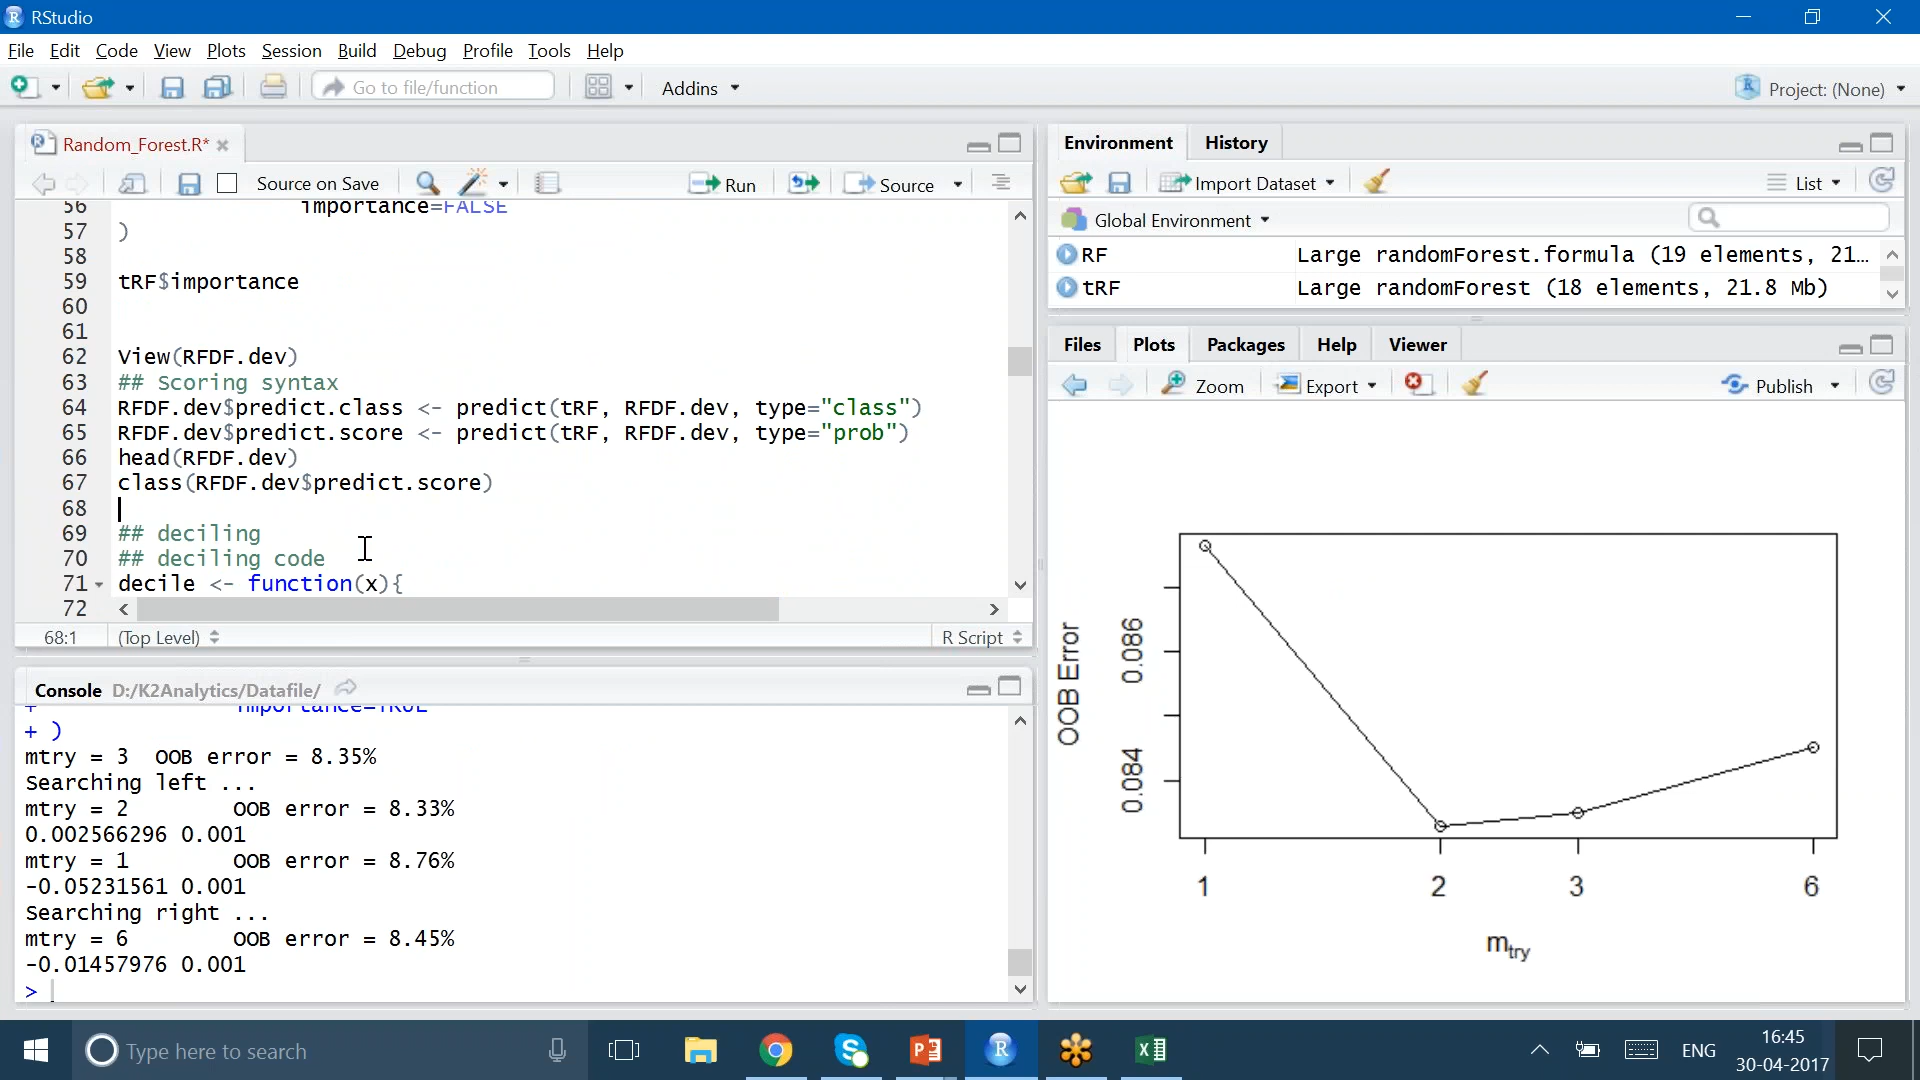 RStudio
File Edit Code View Plots Session Build Debug Profile Tools Help
Go to file/function
Addins
Project: (None)
Random_Forest.R*
Source on Save
Run
Source
56 importance=FALSE
57 )
58
59 tRF$importance
60
61
62 View(RFDF.dev)
63 ## Scoring syntax
64 RFDF.dev$predict.class <- predict(tRF, RFDF.dev, type="class")
65 RFDF.dev$predict.score <- predict(tRF, RFDF.dev, type="prob")
66 head(RFDF.dev)
67 class(RFDF.dev$predict.score)
68
69 ## deciling
70 ## deciling code
71 decile <- function(x){
72
68:1 (Top Level) R Script
Console D:/K2Analytics/Datafile/
+ importance=TRUE
+ )
mtry = 3 OOB error = 8.35%
Searching left ...
mtry = 2 OOB error = 8.33%
0.002566296 0.001
mtry = 1 OOB error = 8.76%
-0.05231561 0.001
Searching right ...
mtry = 6 OOB error = 8.45%
-0.01457976 0.001
>
Environment History
Import Dataset
List
Global Environment
RF Large randomForest.formula (19 elements, 21...
tRF Large randomForest (18 elements, 21.8 Mb)
Files Plots Packages Help Viewer
Zoom Export Publish
OOB Error
0.086
0.084
1 2 3 6
mtry
Type here to search
ENG
16:45
30-04-2017